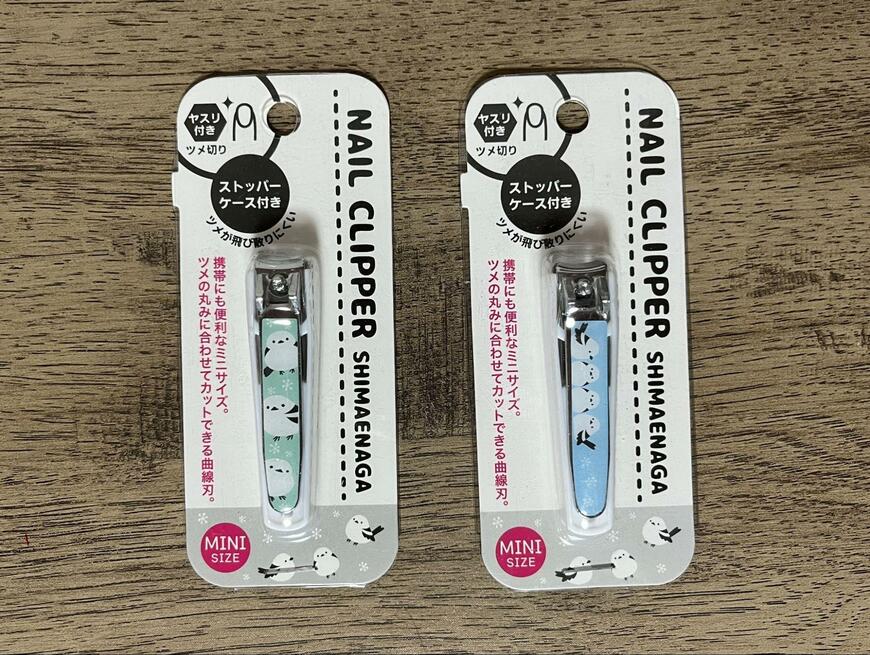 ヤスリ
付き
ツメ切り
ストッパー
ケース付き
ツメが飛び散りにくい
NAIL CLIPPER SHIMAENAGA
携帯にも便利なミニサイズ。
ツメの丸みに合わせてカットできる曲線刃。
MINI
SIZE
ヤスリ
付き
ツメ切り
ストッパー
ケース付き
ツメが飛び散りにくい
NAIL CLIPPER SHIMAENAGA
携帯にも便利なミニサイズ。
ツメの丸みに合わせてカットできる曲線刃。
MINI
SIZE